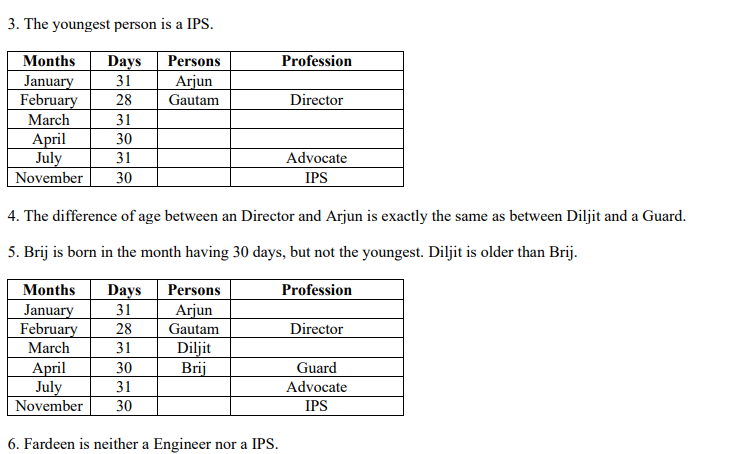 3. The youngest person is a IPS.
Months Days Persons Profession
January 31 Arjun
February 28 Gautam Director
March 31
April 30
July 31 Advocate
November 30 IPS
4. The difference of age between an Director and Arjun is exactly the same as between Diljit and a Guard.
5. Brij is born in the month having 30 days, but not the youngest. Diljit is older than Brij.
Months Days Persons Profession
January 31 Arjun
February 28 Gautam Director
March 31 Diljit
April 30 Brij Guard
July 31 Advocate
November 30 IPS
6. Fardeen is neither a Engineer nor a IPS.